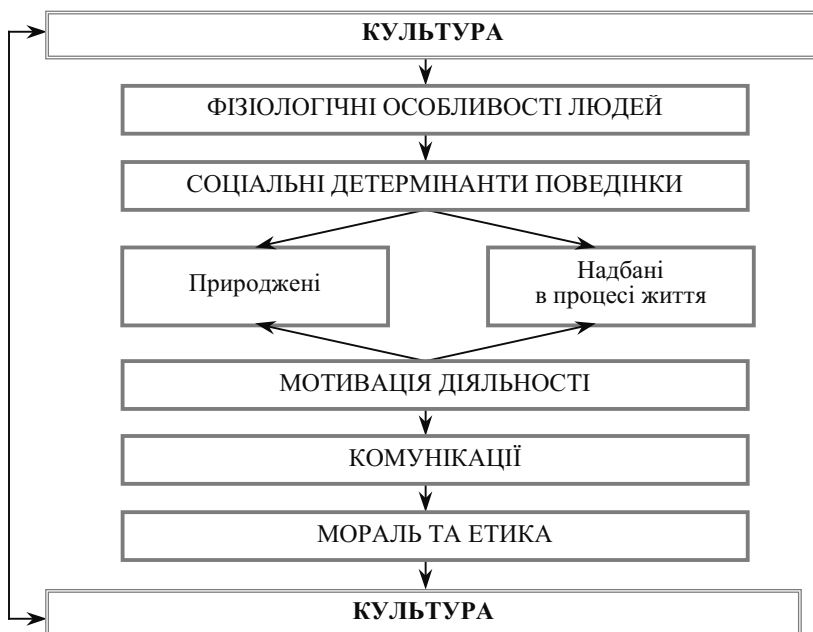 КУЛЬТУРА
ФІЗІОЛОГІЧНІ ОСОБЛИВОСТІ ЛЮДЕЙ
СОЦІАЛЬНІ ДЕТЕРМІНАНТИ ПОВЕДІНКИ
Природжені
Надбані
в процесі життя
МОТИВАЦІЯ ДІЯЛЬНОСТІ
КОМУНІКАЦІЇ
МОРАЛЬ ТА ЕТИКА
КУЛЬТУРА